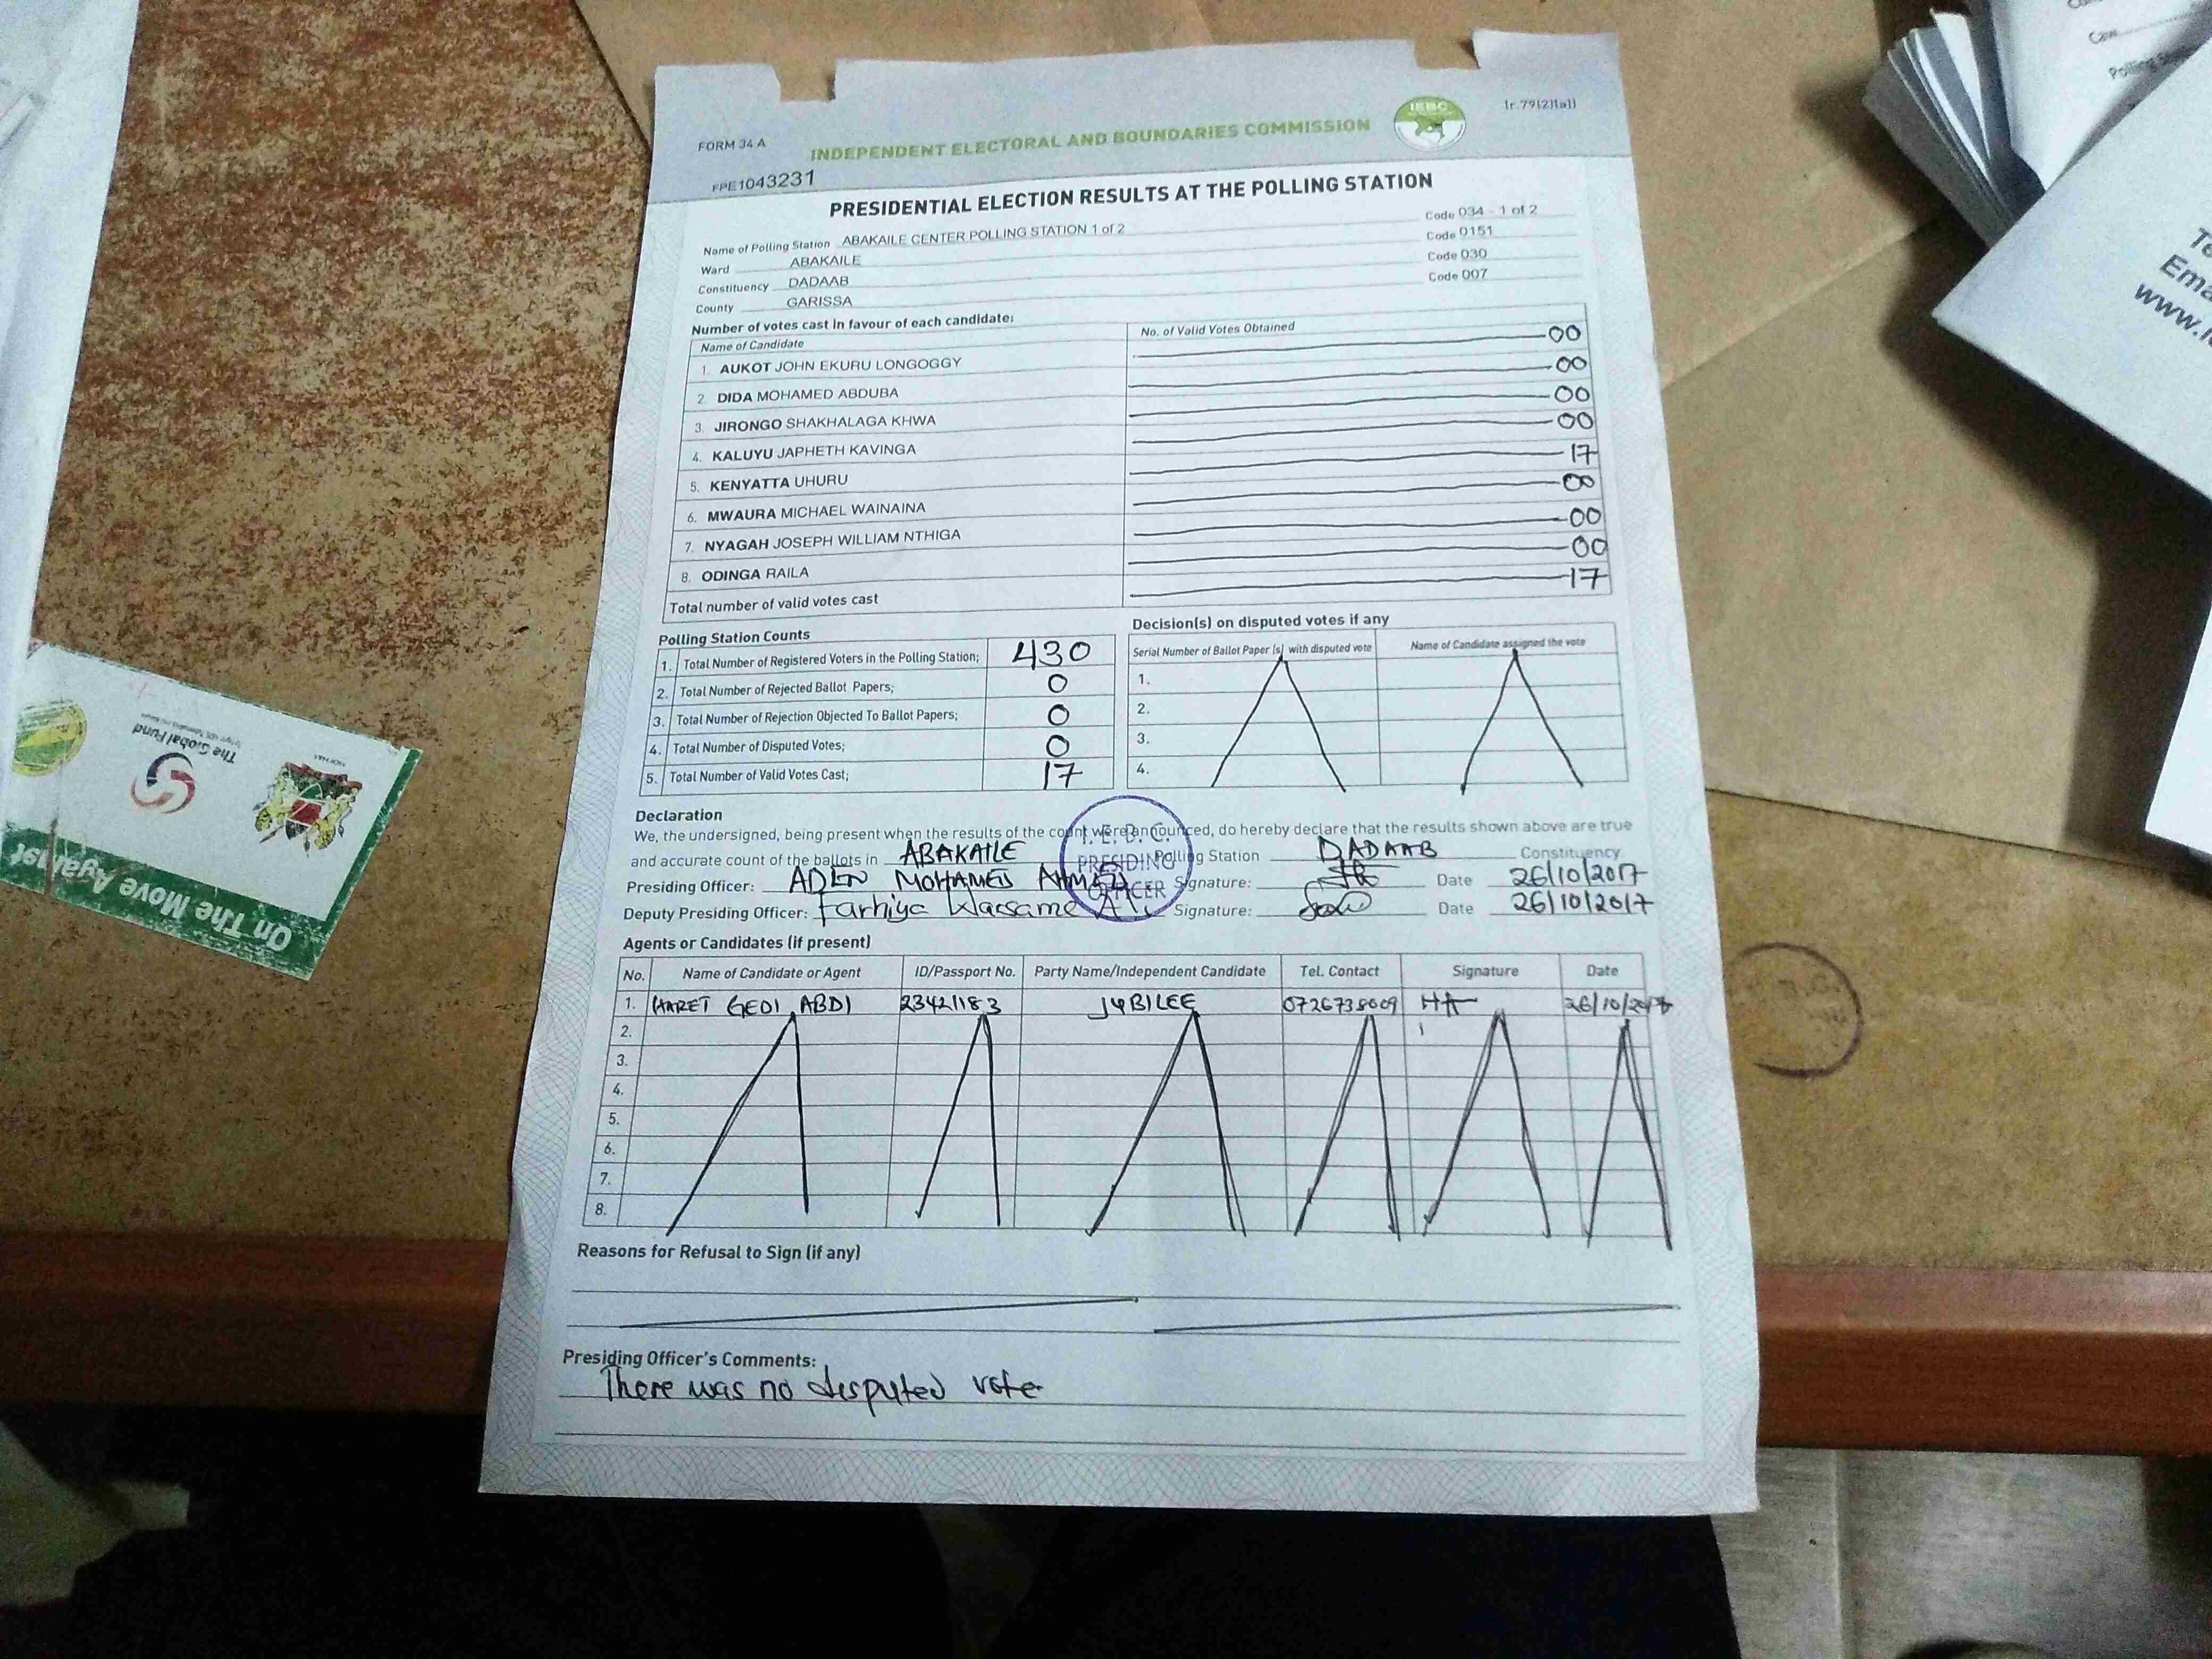 FORM 34 A
INDEPENDENT ELECTORAL AND BOUNDARIES COMMISSION
IEBC
(r.79(2)(a))
FPE1043231
PRESIDENTIAL ELECTION RESULTS AT THE POLLING STATION
Name of Polling Station ABAKAILE CENTER POLLING STATION 1 of 2 Code 034 - 1 of 2
Ward ABAKAILE Code 0151
Constituency DADAAB Code 030
County GARISSA Code 007
Number of votes cast in favour of each candidate:
Name of Candidate No. of Valid Votes Obtained
1. AUKOT JOHN EKURU LONGOGGY 00
2. DIDA MOHAMED ABDUBA 00
3. JIRONGO SHAKHALAGA KHWA 00
4. KALUYU JAPHETH KAVINGA 00
5. KENYATTA UHURU 17
6. MWAURA MICHAEL WAINAINA 00
7. NYAGAH JOSEPH WILLIAM NTHIGA 00
8. ODINGA RAILA 00
Total number of valid votes cast 17
Polling Station Counts
1. Total Number of Registered Voters in the Polling Station; 430
2. Total Number of Rejected Ballot Papers; 0
3. Total Number of Rejection Objected To Ballot Papers; 0
4. Total Number of Disputed Votes; 0
5. Total Number of Valid Votes Cast; 17
Decision(s) on disputed votes if any
Serial Number of Ballot Paper (s) with disputed vote Name of Candidate assigned the vote
1.
2.
3.
4.
Declaration
We, the undersigned, being present when the results of the count were announced, do hereby declare that the results shown above are true
and accurate count of the ballots in ABAKAILE Polling Station DADAAB Constituency
Presiding Officer: ADEN MOHAMED AHMED Signature: Date 26/10/2017
Deputy Presiding Officer: Farhiya Warsame Ali Signature: Date 26/10/2017
I.E.B.C.
PRESIDING
OFFICER
Agents or Candidates (if present)
No. Name of Candidate or Agent ID/Passport No. Party Name/Independent Candidate Tel. Contact Signature Date
1. HARET GEDI ABDI 23421183 JUBILEE 0726738009 HA 26/10/2017
2.
3.
4.
5.
6.
7.
8.
Reasons for Refusal to Sign (if any)
Presiding Officer's Comments:
There was no disputed vote
The Global Fund
On The Move Against
Polling
www.